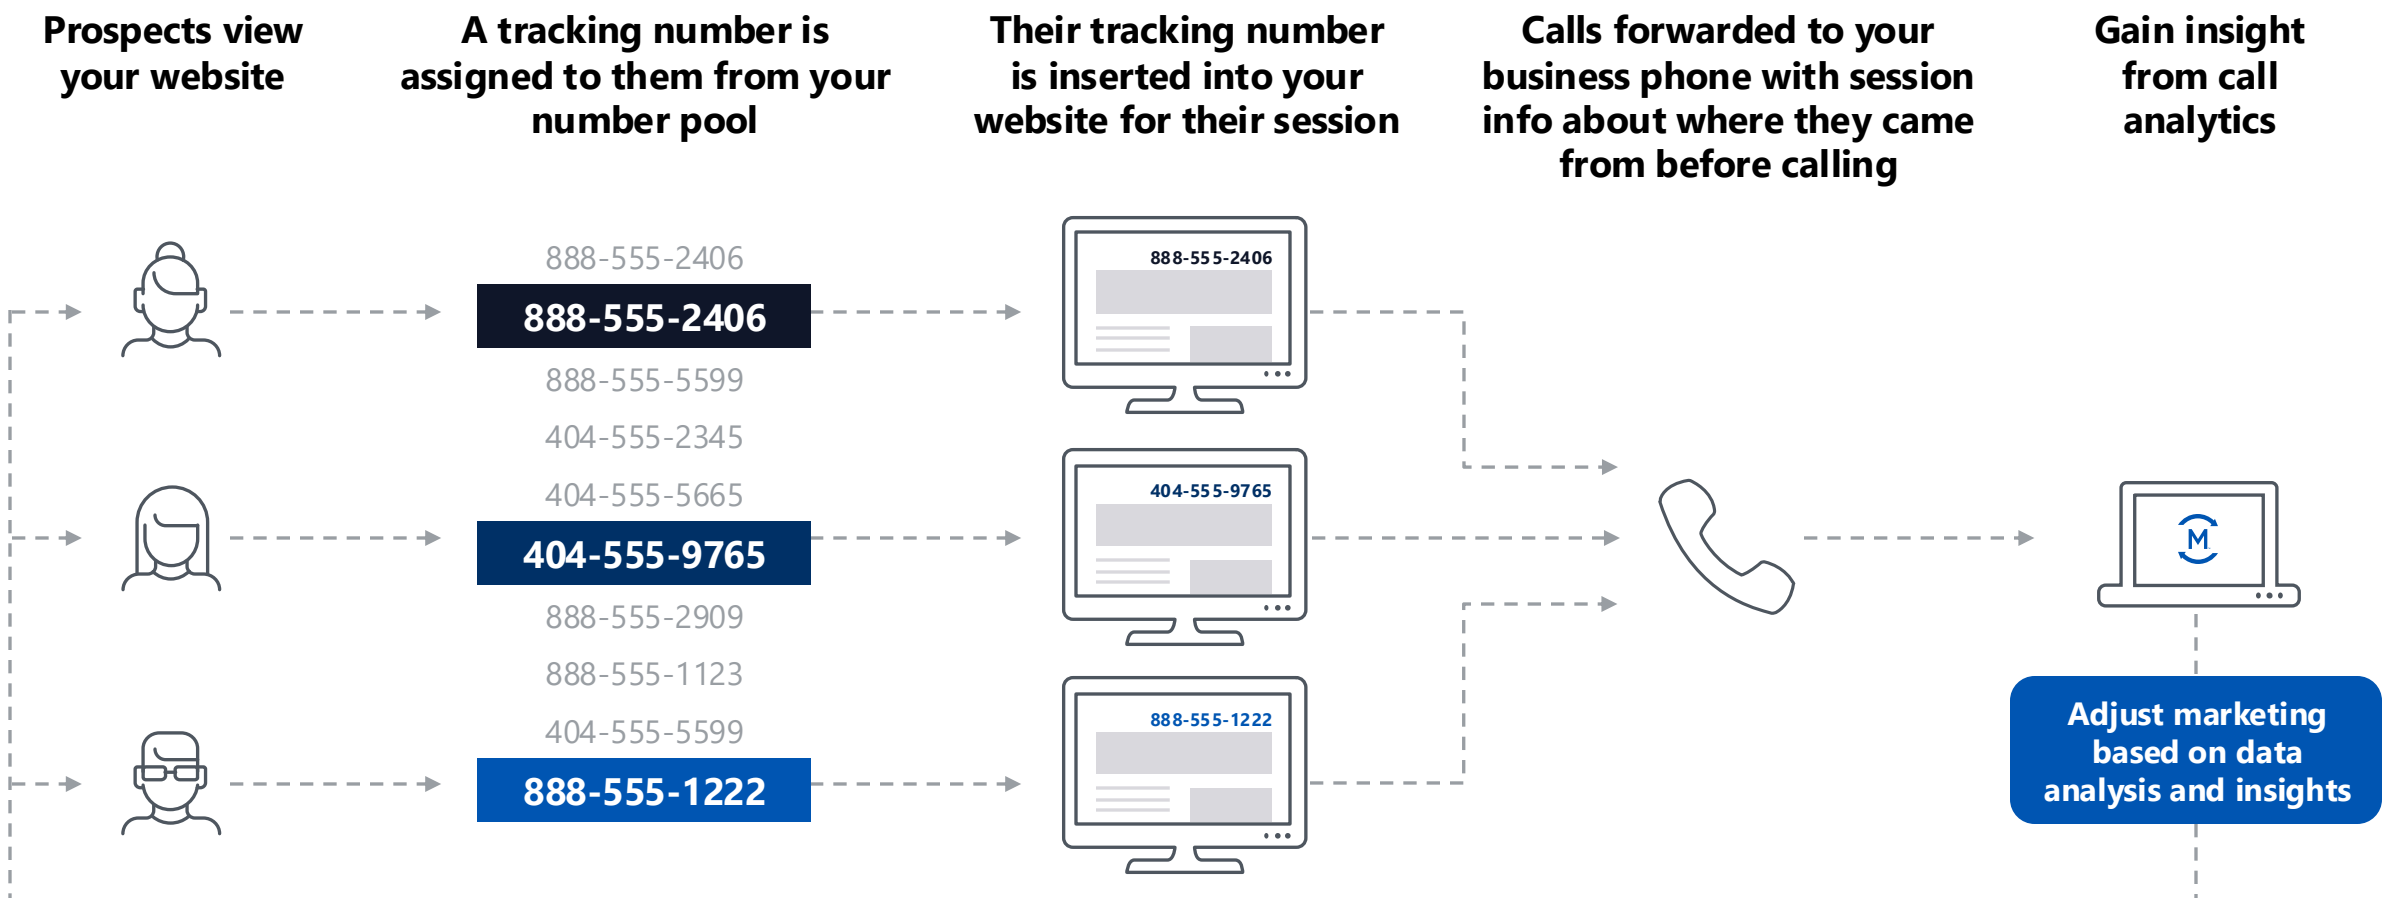 Prospects view
your website
A tracking number is
assigned to them from your
number pool
Their tracking number
is inserted into your
website for their session
Calls forwarded to your
business phone with session
info about where they came
from before calling
Gain insight
from call
analytics
888-555-2406
888-555-2406
888-555-5599
404-555-2345
404-555-5665
404-555-9765
888-555-2909
888-555-1123
404-555-5599
888-555-1222
888-555-2406
404-555-9765
888-555-1222
M
Adjust marketing
based on data
analysis and insights